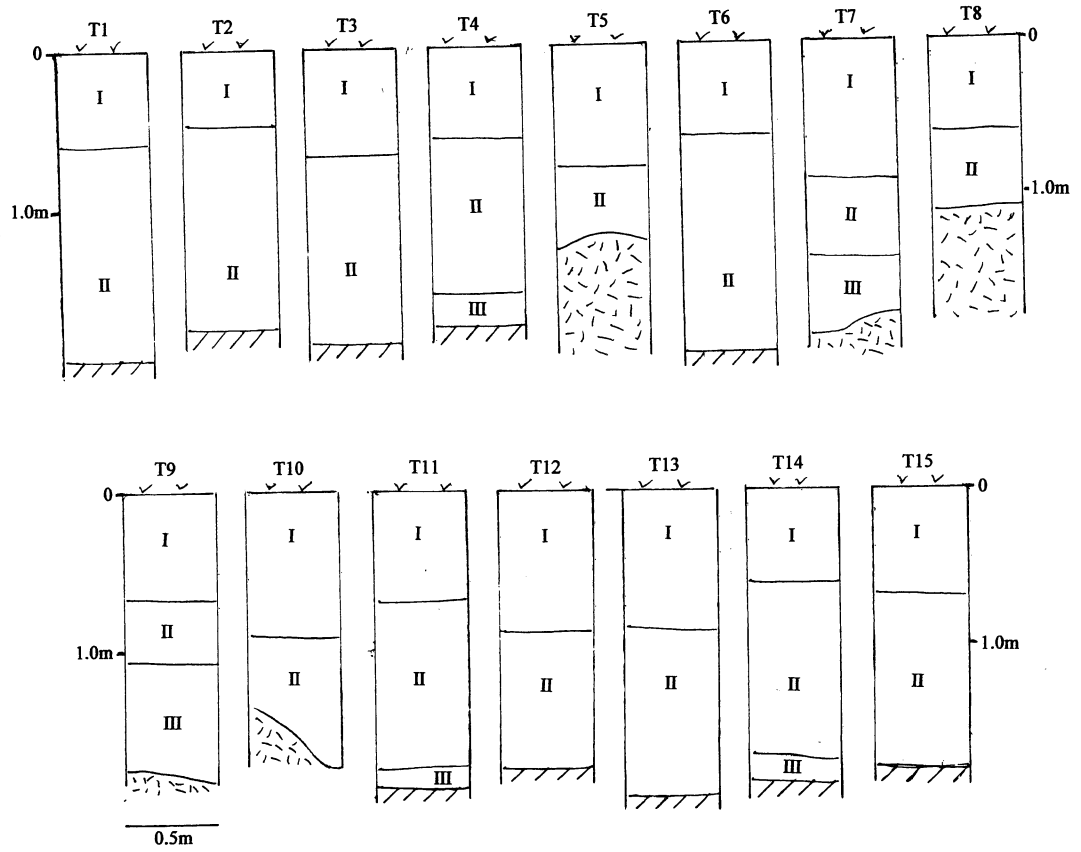 T1 T2 T3 T4 T5 T6 T7 T8
0 0
I I I I I I I I
II II II II II II II II
1.0m 1.0m
III III
T9 T10 T11 T12 T13 T14 T15
0 0
I I I I I I I
II II II II II II II
1.0m 1.0m
III III III
0.5m